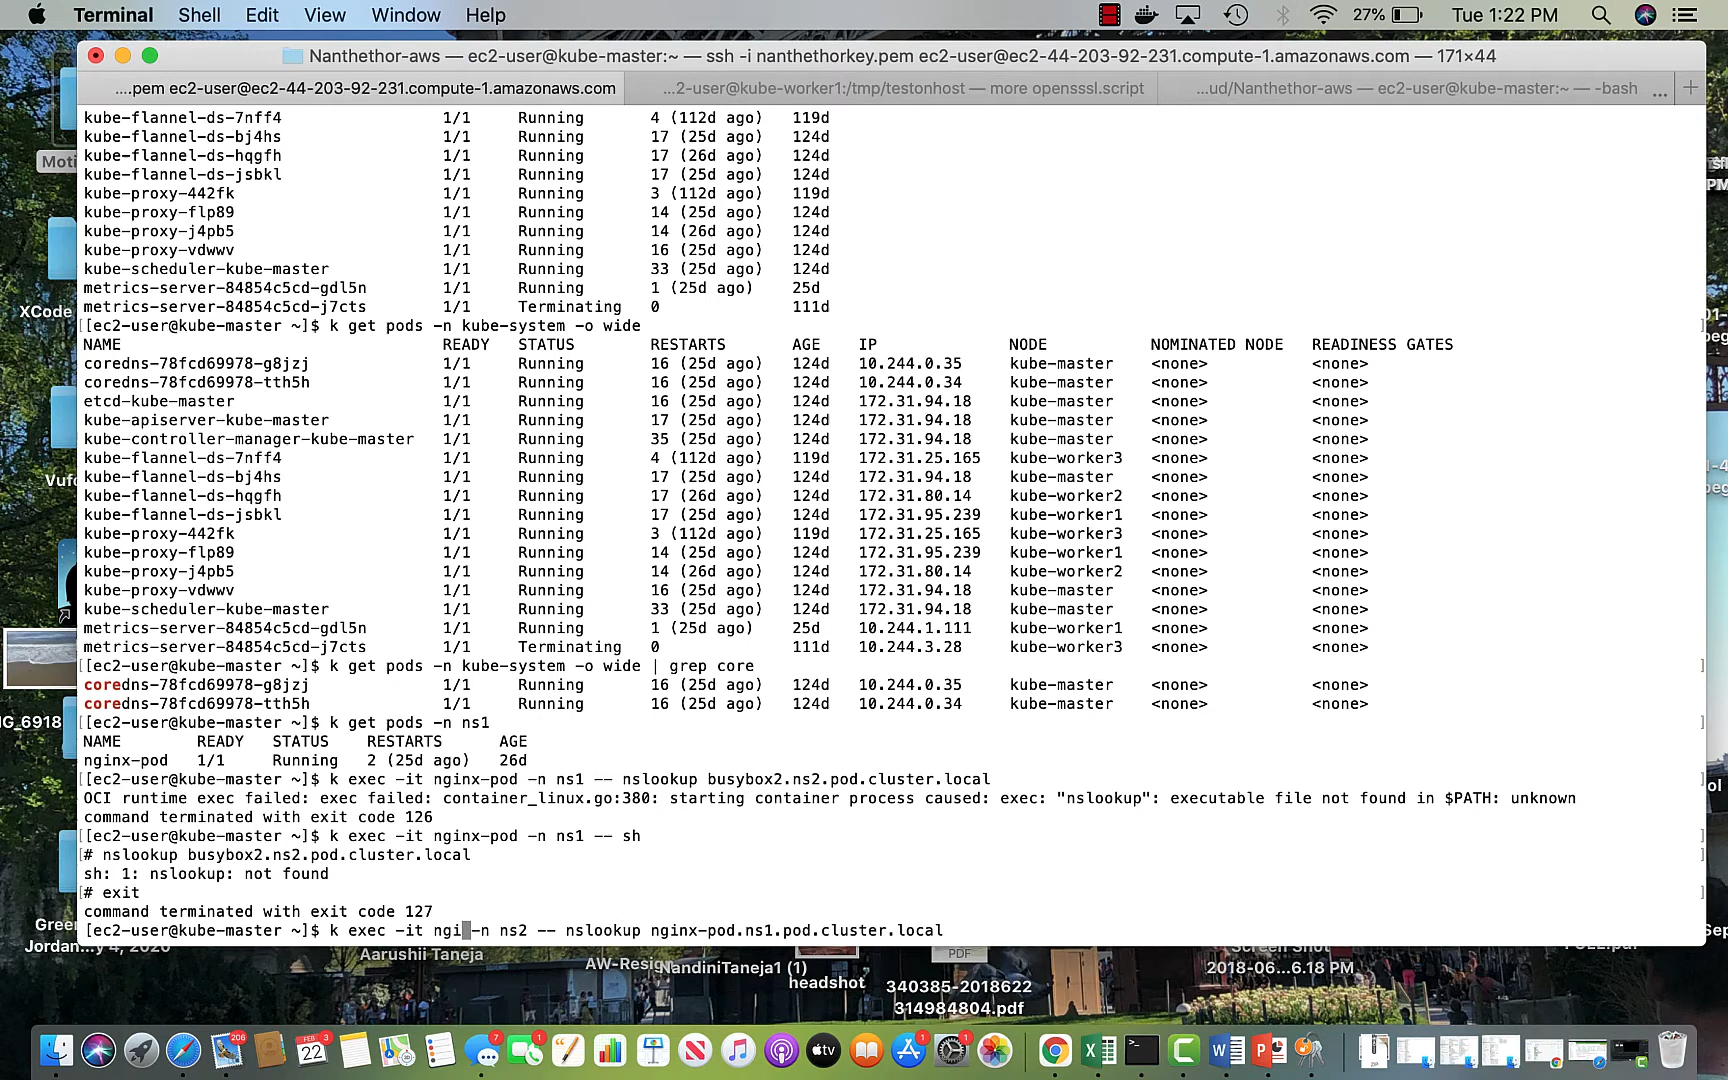 Terminal Shell Edit View Window Help 27% Tue 1:22 PM
Nanthethor-aws — ec2-user@kube-master:~ — ssh -i nanthethorkey.pem ec2-user@ec2-44-203-92-231.compute-1.amazonaws.com — 171×44
....pem ec2-user@ec2-44-203-92-231.compute-1.amazonaws.com ...2-user@kube-worker1:/tmp/testonhost — more opensssl.script ...ud/Nanthethor-aws — ec2-user@kube-master:~ — -bash ... +
kube-flannel-ds-7nff4 1/1 Running 4 (112d ago) 119d
kube-flannel-ds-bj4hs 1/1 Running 17 (25d ago) 124d
kube-flannel-ds-hqgfh 1/1 Running 17 (26d ago) 124d
kube-flannel-ds-jsbkl 1/1 Running 17 (25d ago) 124d
kube-proxy-442fk 1/1 Running 3 (112d ago) 119d
kube-proxy-flp89 1/1 Running 14 (25d ago) 124d
kube-proxy-j4pb5 1/1 Running 14 (26d ago) 124d
kube-proxy-vdwwv 1/1 Running 16 (25d ago) 124d
kube-scheduler-kube-master 1/1 Running 33 (25d ago) 124d
metrics-server-84854c5cd-gdl5n 1/1 Running 1 (25d ago) 25d
metrics-server-84854c5cd-j7cts 1/1 Terminating 0 111d
[[ec2-user@kube-master ~]$ k get pods -n kube-system -o wide ]
NAME READY STATUS RESTARTS AGE IP NODE NOMINATED NODE READINESS GATES
coredns-78fcd69978-g8jzj 1/1 Running 16 (25d ago) 124d 10.244.0.35 kube-master <none> <none>
coredns-78fcd69978-tth5h 1/1 Running 16 (25d ago) 124d 10.244.0.34 kube-master <none> <none>
etcd-kube-master 1/1 Running 16 (25d ago) 124d 172.31.94.18 kube-master <none> <none>
kube-apiserver-kube-master 1/1 Running 17 (25d ago) 124d 172.31.94.18 kube-master <none> <none>
kube-controller-manager-kube-master 1/1 Running 35 (25d ago) 124d 172.31.94.18 kube-master <none> <none>
kube-flannel-ds-7nff4 1/1 Running 4 (112d ago) 119d 172.31.25.165 kube-worker3 <none> <none>
kube-flannel-ds-bj4hs 1/1 Running 17 (25d ago) 124d 172.31.94.18 kube-master <none> <none>
kube-flannel-ds-hqgfh 1/1 Running 17 (26d ago) 124d 172.31.80.14 kube-worker2 <none> <none>
kube-flannel-ds-jsbkl 1/1 Running 17 (25d ago) 124d 172.31.95.239 kube-worker1 <none> <none>
kube-proxy-442fk 1/1 Running 3 (112d ago) 119d 172.31.25.165 kube-worker3 <none> <none>
kube-proxy-flp89 1/1 Running 14 (25d ago) 124d 172.31.95.239 kube-worker1 <none> <none>
kube-proxy-j4pb5 1/1 Running 14 (26d ago) 124d 172.31.80.14 kube-worker2 <none> <none>
kube-proxy-vdwwv 1/1 Running 16 (25d ago) 124d 172.31.94.18 kube-master <none> <none>
kube-scheduler-kube-master 1/1 Running 33 (25d ago) 124d 172.31.94.18 kube-master <none> <none>
metrics-server-84854c5cd-gdl5n 1/1 Running 1 (25d ago) 25d 10.244.1.111 kube-worker1 <none> <none>
metrics-server-84854c5cd-j7cts 1/1 Terminating 0 111d 10.244.3.28 kube-worker3 <none> <none>
[[ec2-user@kube-master ~]$ k get pods -n kube-system -o wide | grep core ]
coredns-78fcd69978-g8jzj 1/1 Running 16 (25d ago) 124d 10.244.0.35 kube-master <none> <none>
coredns-78fcd69978-tth5h 1/1 Running 16 (25d ago) 124d 10.244.0.34 kube-master <none> <none>
[[ec2-user@kube-master ~]$ k get pods -n ns1 ]
NAME READY STATUS RESTARTS AGE
nginx-pod 1/1 Running 2 (25d ago) 26d
[[ec2-user@kube-master ~]$ k exec -it nginx-pod -n ns1 -- nslookup busybox2.ns2.pod.cluster.local ]
OCI runtime exec failed: exec failed: container_linux.go:380: starting container process caused: exec: "nslookup": executable file not found in $PATH: unknown
command terminated with exit code 126
[[ec2-user@kube-master ~]$ k exec -it nginx-pod -n ns1 -- sh ]
[# nslookup busybox2.ns2.pod.cluster.local ]
sh: 1: nslookup: not found
[# exit ]
command terminated with exit code 127
[ec2-user@kube-master ~]$ k exec -it ngi -n ns2 -- nslookup nginx-pod.ns1.pod.cluster.local
Moti
XCode
Vufo
IG_6918
Green
Jordan...y 4, 2020
Aarushii Taneja
AW-Resig
NandiniTaneja1 (1)
headshot
PDF
340385-2018622
314984804.pdf
Screen Shot
2018-06...6.18 PM
206
FEB
22
3
7
1
tv
1
1
ZIP